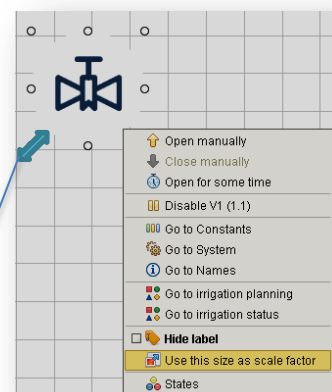 Open manually
Close manually
Open for some time
Disable V1 (1.1)
Go to Constants
Go to System
Go to Names
Go to irrigation planning
Go to irrigation status
Hide label
Use this size as scale factor
States